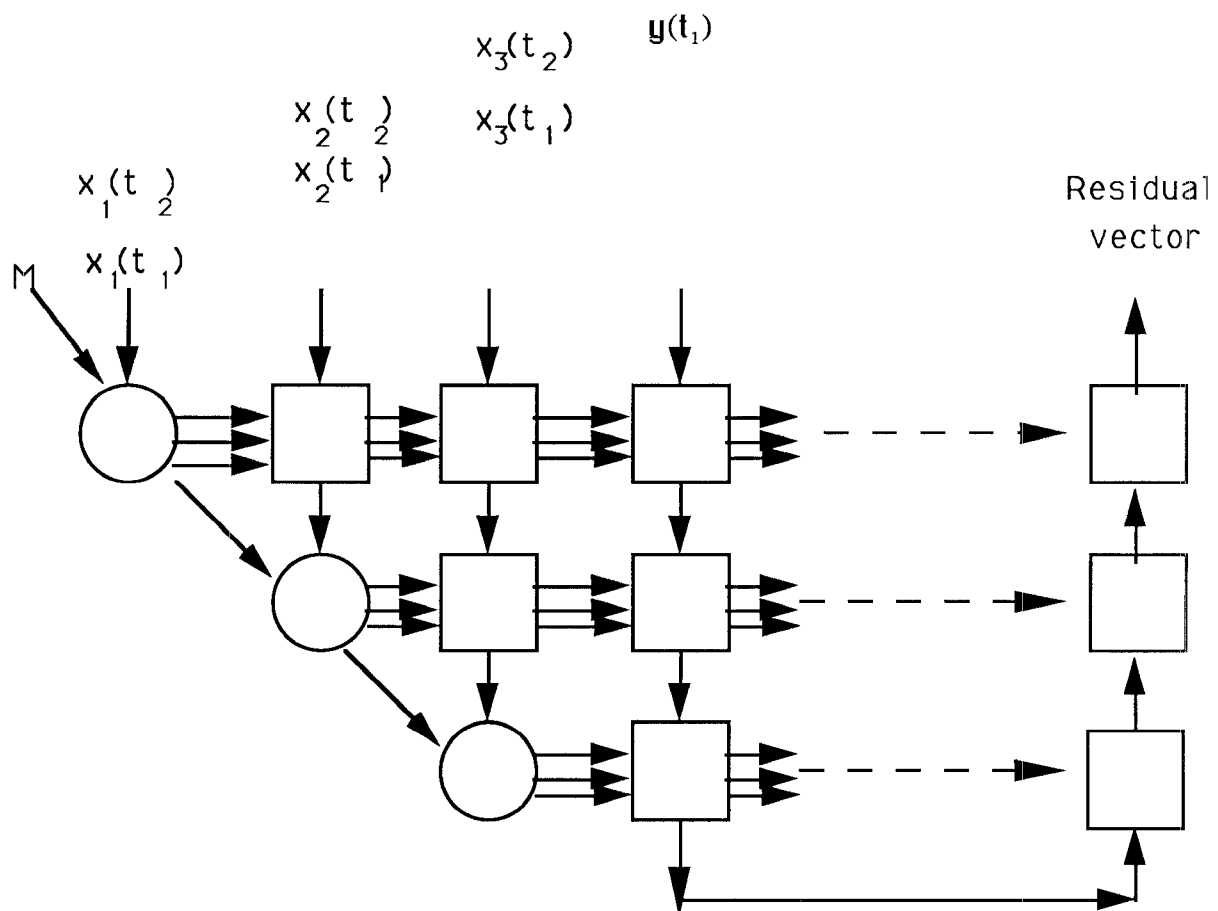 y(t₁)
x₃(t₂)
x₂(t₂)
x₃(t₁)
x₂(t₁)
x₁(t₂)
Residual
vector
M
x₁(t₁)